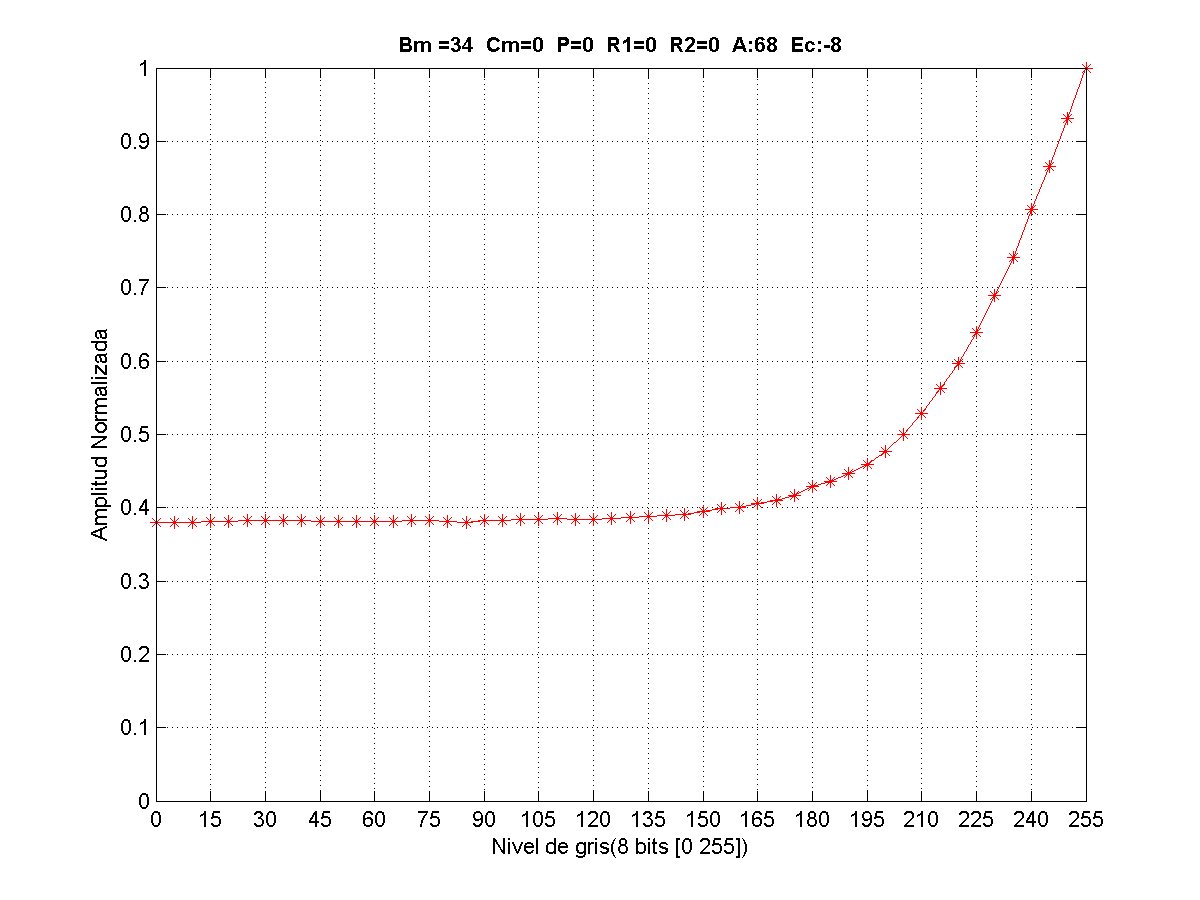 Bm =34 Cm=0 P=0 R1=0 R2=0 A:68 Ec:-8
1
0.9
0.8
0.7
0.6
0.5
0.4
0.3
0.2
0.1
0
Amplitud Normalizada
0 15 30 45 60 75 90 105 120 135 150 165 180 195 210 225 240 255
Nivel de gris(8 bits [0 255])